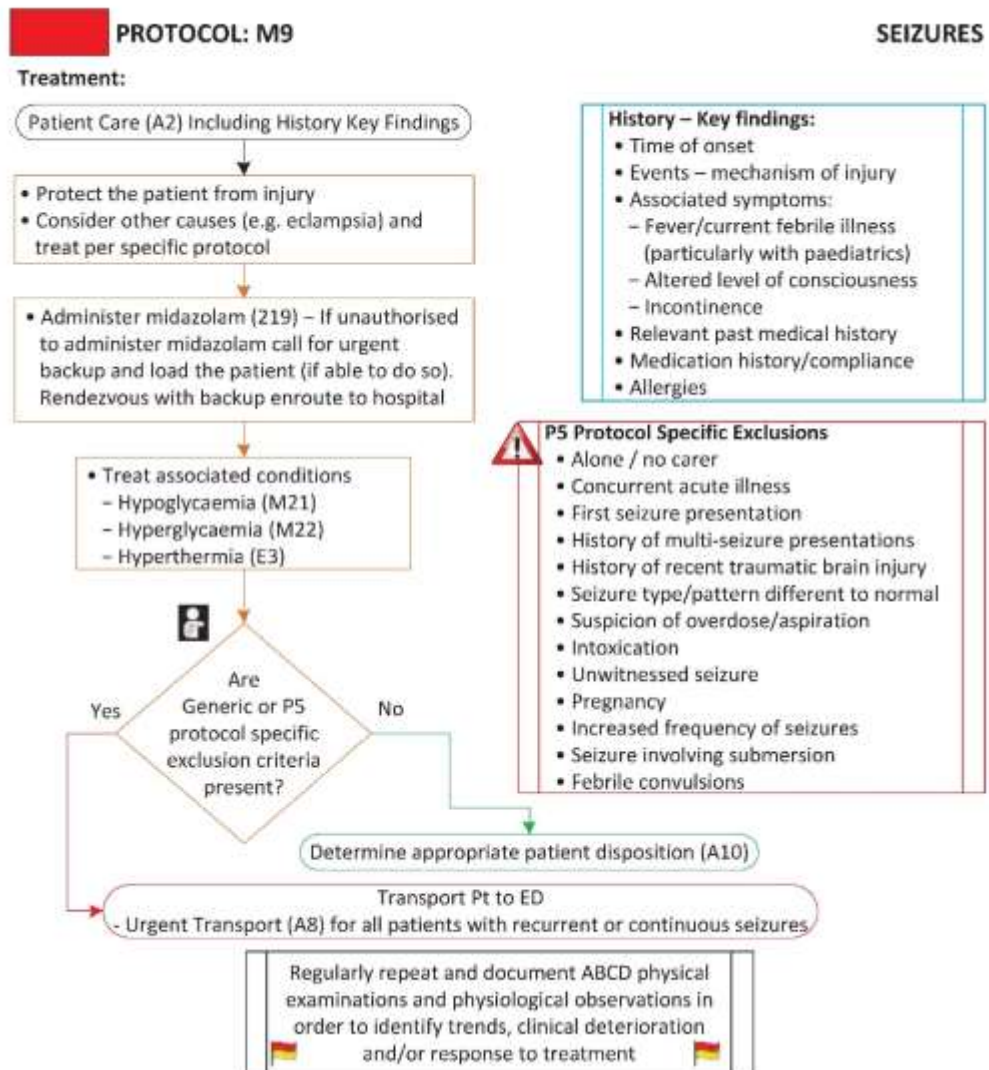 PROTOCOL: M9
SEIZURES
Treatment:
Patient Care (A2) Including History Key Findings
• Protect the patient from injury
• Consider other causes (e.g. eclampsia) and
treat per specific protocol
• Administer midazolam (219) – If unauthorised
to administer midazolam call for urgent
backup and load the patient (if able to do so).
Rendezvous with backup enroute to hospital
• Treat associated conditions
– Hypoglycaemia (M21)
– Hyperglycaemia (M22)
– Hyperthermia (E3)
Are
Generic or P5
protocol specific
exclusion criteria
present?
Yes
No
History – Key findings:
• Time of onset
• Events – mechanism of injury
• Associated symptoms:
– Fever/current febrile illness
(particularly with paediatrics)
– Altered level of consciousness
– Incontinence
• Relevant past medical history
• Medication history/compliance
• Allergies
P5 Protocol Specific Exclusions
• Alone / no carer
• Concurrent acute illness
• First seizure presentation
• History of multi-seizure presentations
• History of recent traumatic brain injury
• Seizure type/pattern different to normal
• Suspicion of overdose/aspiration
• Intoxication
• Unwitnessed seizure
• Pregnancy
• Increased frequency of seizures
• Seizure involving submersion
• Febrile convulsions
Determine appropriate patient disposition (A10)
Transport Pt to ED
- Urgent Transport (A8) for all patients with recurrent or continuous seizures
Regularly repeat and document ABCD physical
examinations and physiological observations in
order to identify trends, clinical deterioration
and/or response to treatment